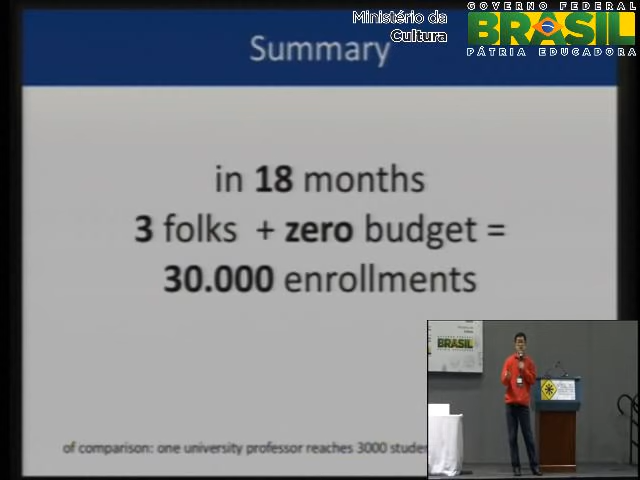 GOVERNO FEDERAL
Ministério da
Cultura
BRASIL
PÁTRIA EDUCADORA
Summary
in 18 months
3 folks + zero budget =
30.000 enrollments
of comparison: one university professor reaches 3000
BRASIL